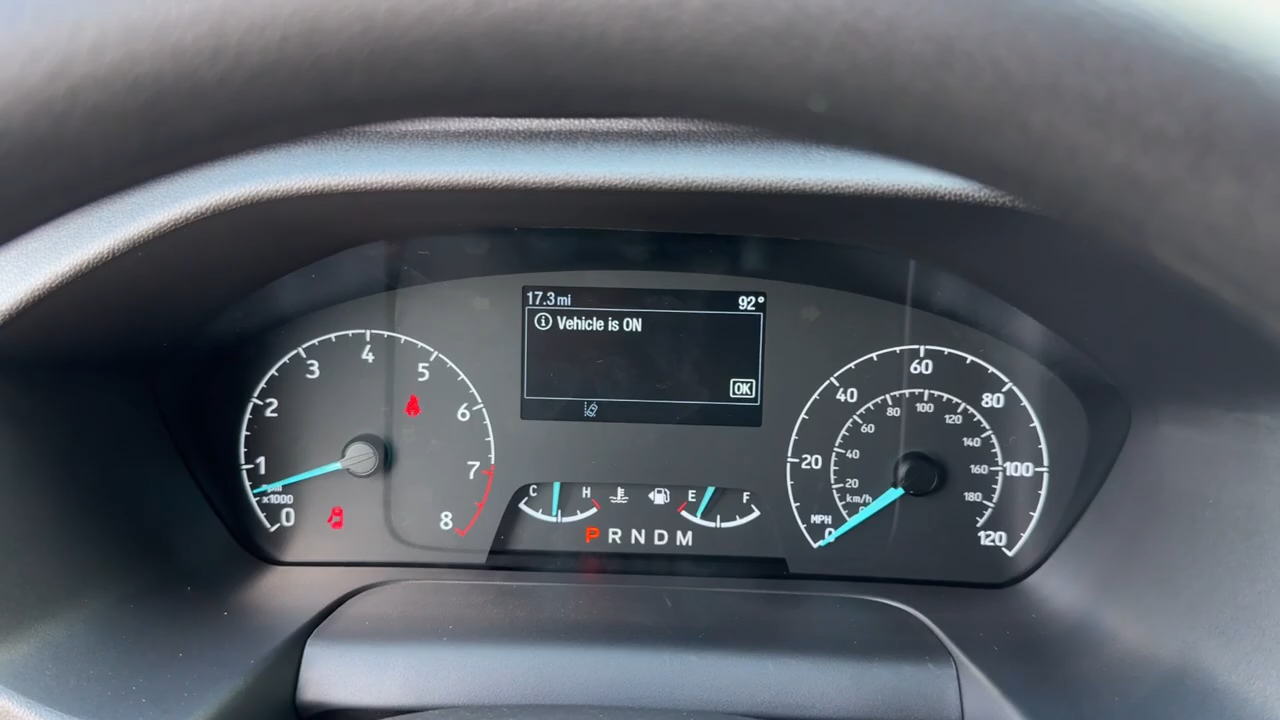 17.3 mi 92°
Vehicle is ON
OK
0 1 2 3 4 5 6 7 8
x1000
C H E F
P R N D M
0 20 40 60 80 100 120
MPH
20 40 60 80 100 120 140 160 180
km/h